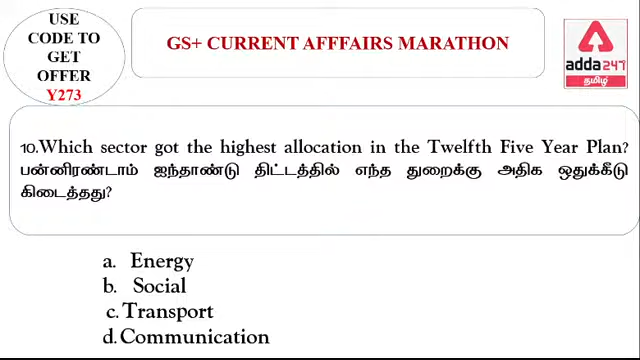 USE
CODE TO
GET
OFFER
Y273
GS+ CURRENT AFFFAIRS MARATHON
adda247
தமிழ்
10.Which sector got the highest allocation in the Twelfth Five Year Plan?
பன்னிரண்டாம் ஐந்தாண்டு திட்டத்தில் எந்த துறைக்கு அதிக ஒதுக்கீடு
கிடைத்தது?
a. Energy
b. Social
c. Transport
d. Communication